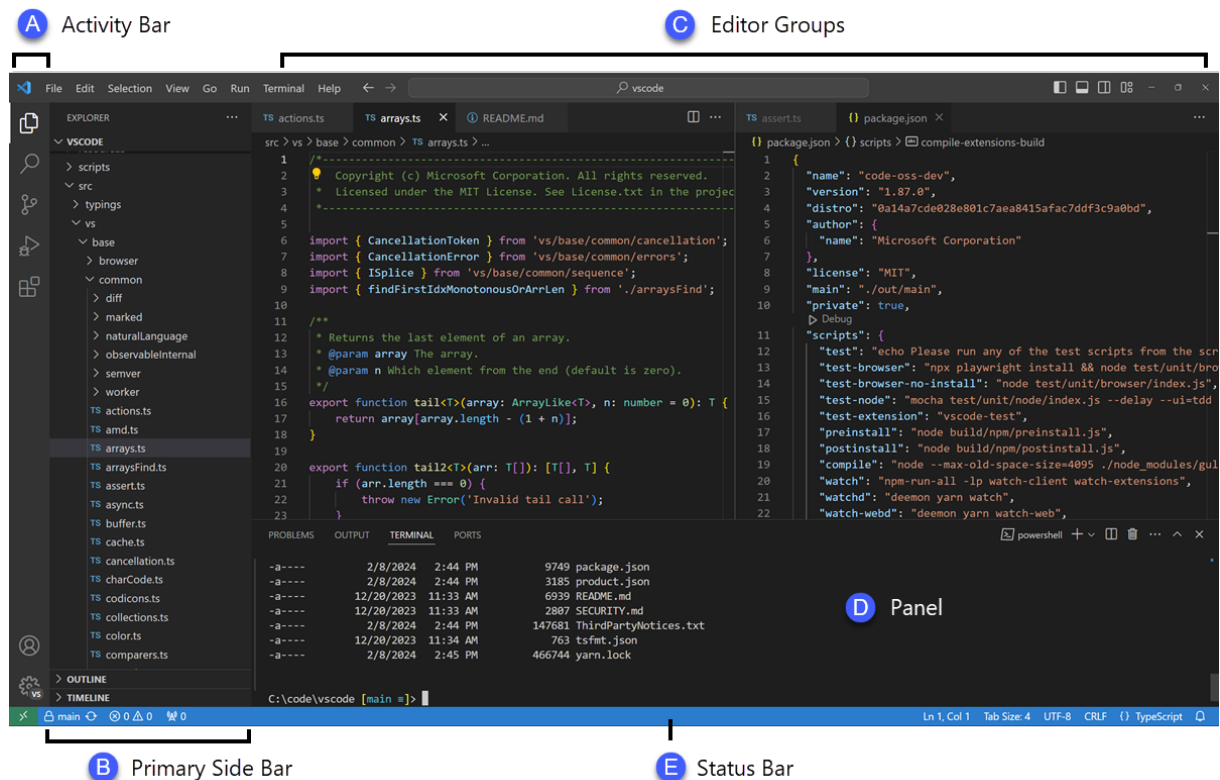 A Activity Bar
C Editor Groups
File Edit Selection View Go Run Terminal Help vscode
EXPLORER
VSCODE
scripts
src
typings
vs
base
browser
common
diff
marked
naturalLanguage
observableInternal
semver
worker
TS actions.ts
TS amd.ts
TS arrays.ts
TS arraysFind.ts
TS assert.ts
TS async.ts
TS buffer.ts
TS cache.ts
TS cancellation.ts
TS charCode.ts
TS codicons.ts
TS collections.ts
TS color.ts
TS comparers.ts
OUTLINE
TIMELINE
TS actions.ts TS arrays.ts README.md
src > vs > base > common > TS arrays.ts > ...
1 /*---------------------------------------------------------------
2 * Copyright (c) Microsoft Corporation. All rights reserved.
3 * Licensed under the MIT License. See License.txt in the projec
4 *---------------------------------------------------------------
5
6 import { CancellationToken } from 'vs/base/common/cancellation';
7 import { CancellationError } from 'vs/base/common/errors';
8 import { ISplice } from 'vs/base/common/sequence';
9 import { findFirstIdxMonotonousOrArrLen } from './arraysFind';
10
11 /**
12 * Returns the last element of an array.
13 * @param array The array.
14 * @param n Which element from the end (default is zero).
15 */
16 export function tail<T>(array: ArrayLike<T>, n: number = 0): T {
17 return array[array.length - (1 + n)];
18 }
19
20 export function tail2<T>(arr: T[]): [T[], T] {
21 if (arr.length === 0) {
22 throw new Error('Invalid tail call');
23 }
TS assert.ts {} package.json
{} package.json > {} scripts > compile-extensions-build
1 {
2 "name": "code-oss-dev",
3 "version": "1.87.0",
4 "distro": "0a14a7cde028e801c7aea8415afac7ddf3c9a0bd",
5 "author": {
6 "name": "Microsoft Corporation"
7 },
8 "license": "MIT",
9 "main": "./out/main",
10 "private": true,
Debug
11 "scripts": {
12 "test": "echo Please run any of the test scripts from the scr
13 "test-browser": "npx playwright install && node test/unit/bro
14 "test-browser-no-install": "node test/unit/browser/index.js",
15 "test-node": "mocha test/unit/node/index.js --delay --ui=tdd
16 "test-extension": "vscode-test",
17 "preinstall": "node build/npm/preinstall.js",
18 "postinstall": "node build/npm/postinstall.js",
19 "compile": "node --max-old-space-size=4095 ./node_modules/gul
20 "watch": "npm-run-all -lp watch-client watch-extensions",
21 "watchd": "deemon yarn watch",
22 "watch-webd": "deemon yarn watch-web",
PROBLEMS OUTPUT TERMINAL PORTS powershell
-a---- 2/8/2024 2:44 PM 9749 package.json
-a---- 2/8/2024 2:44 PM 3185 product.json
-a---- 12/20/2023 11:33 AM 6939 README.md
-a---- 12/20/2023 11:33 AM 2807 SECURITY.md
-a---- 2/8/2024 2:44 PM 147681 ThirdPartyNotices.txt
-a---- 12/20/2023 11:34 AM 763 tsfmt.json
-a---- 2/8/2024 2:45 PM 466744 yarn.lock
C:\code\vscode [main ≡]>
D Panel
VS
main 0 0 0 Ln 1, Col 1 Tab Size: 4 UTF-8 CRLF {} TypeScript
B Primary Side Bar
E Status Bar